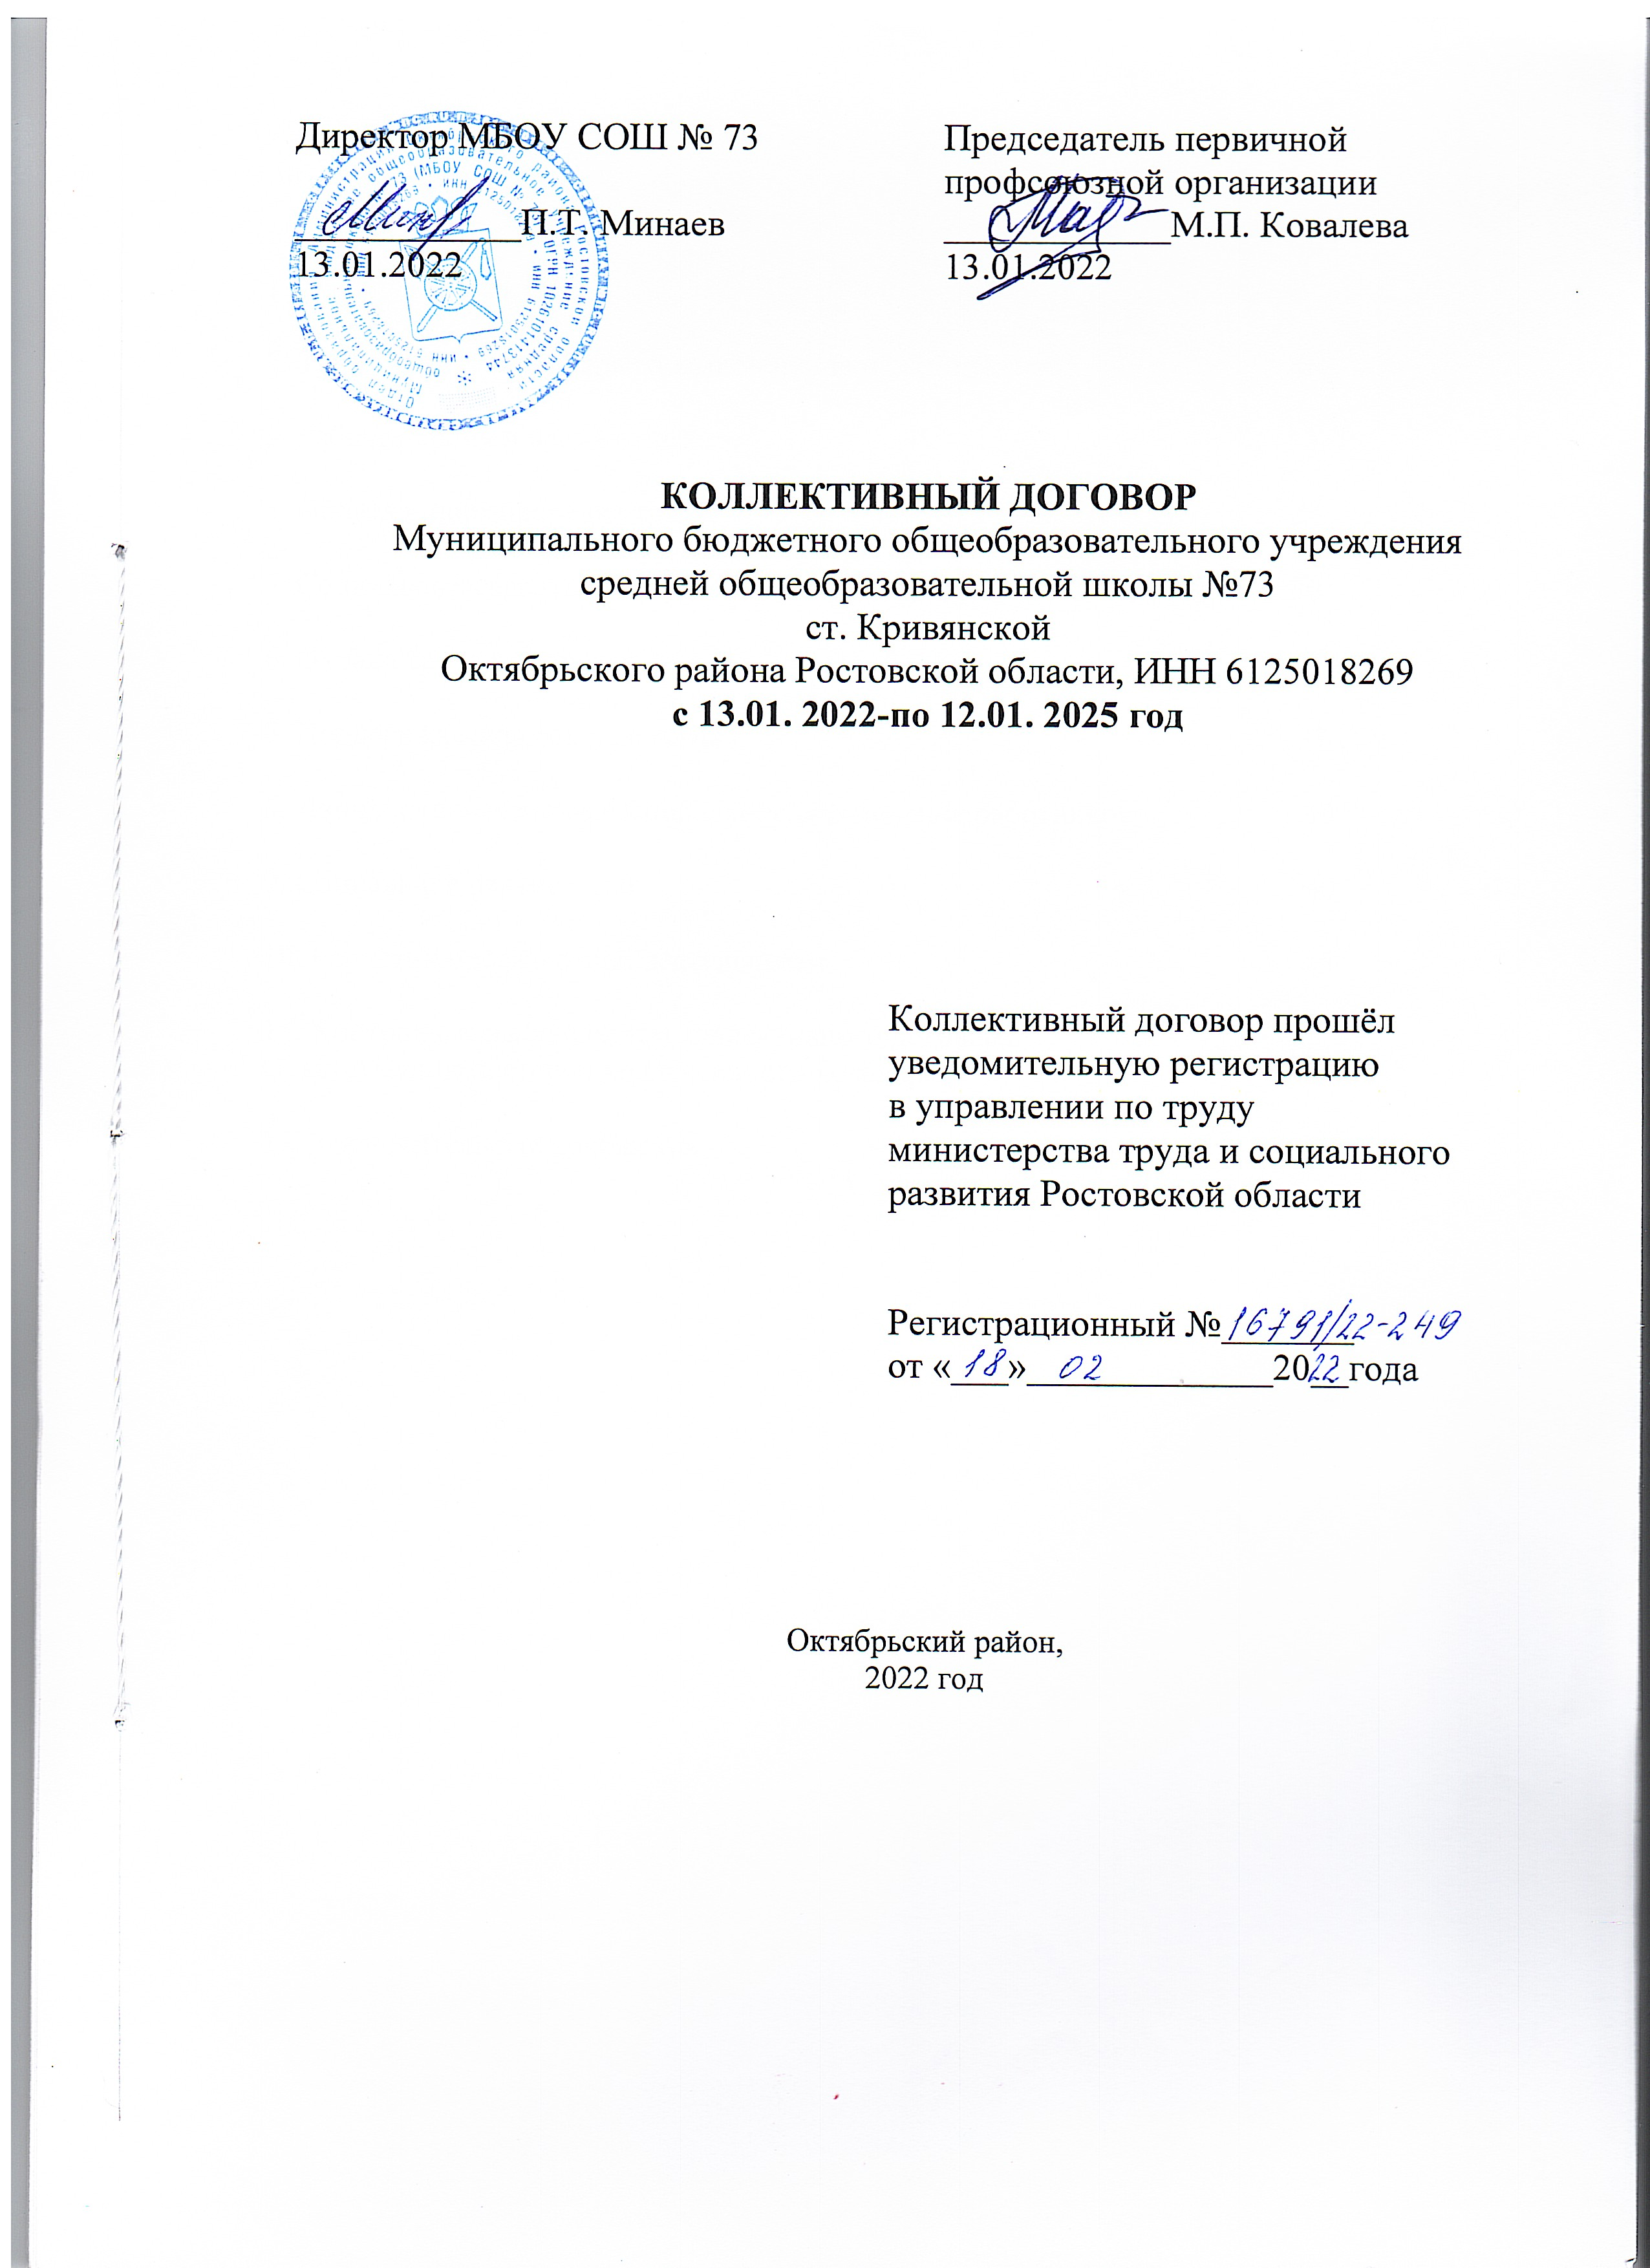 Директор МБОУ СОШ № 73
П.Т. Минаев
13.01.2022
Председатель первичной
профсоюзной организации
М.П. Ковалева
13.01.2022
КОЛЛЕКТИВНЫЙ ДОГОВОР
Муниципального бюджетного общеобразовательного учреждения
средней общеобразовательной школы №73
ст. Кривянской
Октябрьского района Ростовской области, ИНН 6125018269
с 13.01. 2022-по 12.01. 2025 год
Коллективный договор прошёл
уведомительную регистрацию
в управлении по труду
министерства труда и социального
развития Ростовской области
Регистрационный № 16791/22-249
от «18» 02 2022 года
Октябрьский район,
2022 год